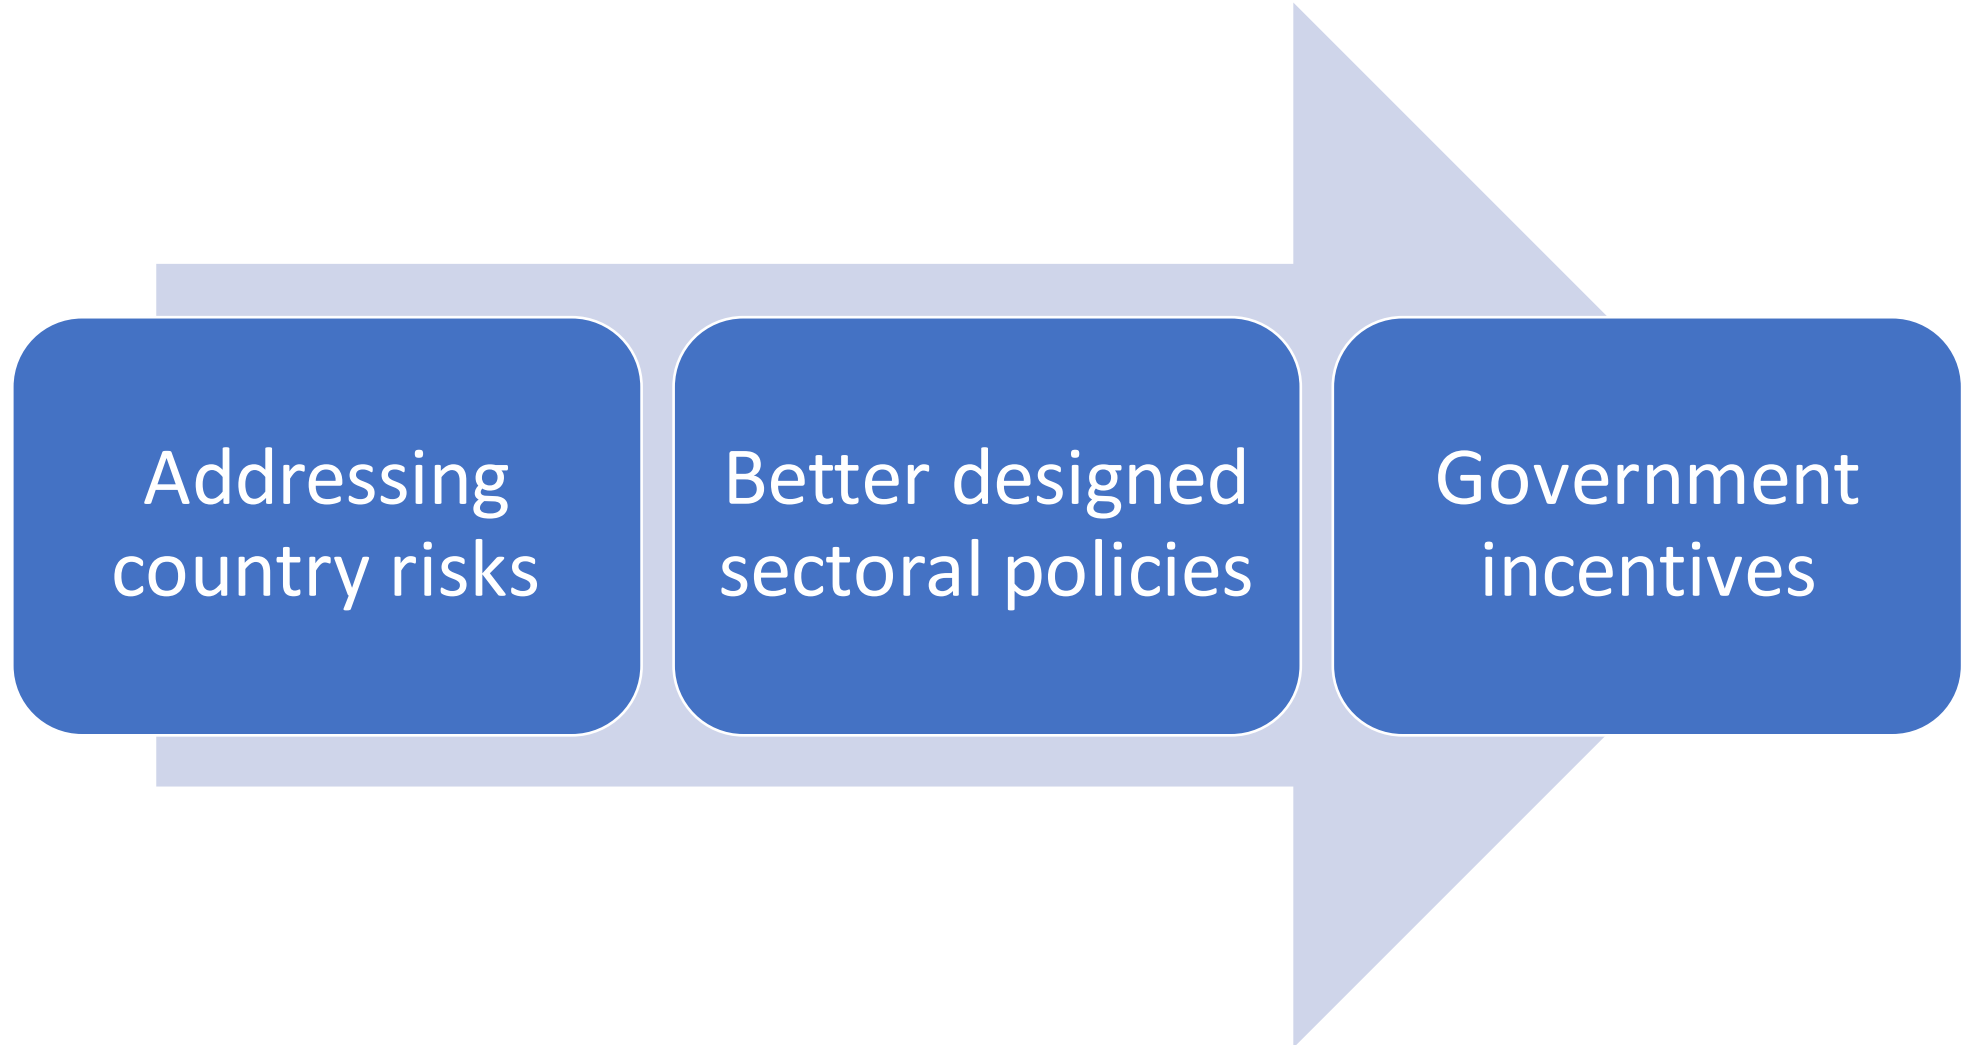 Addressing
country risks
Better designed
sectoral policies
Government
incentives